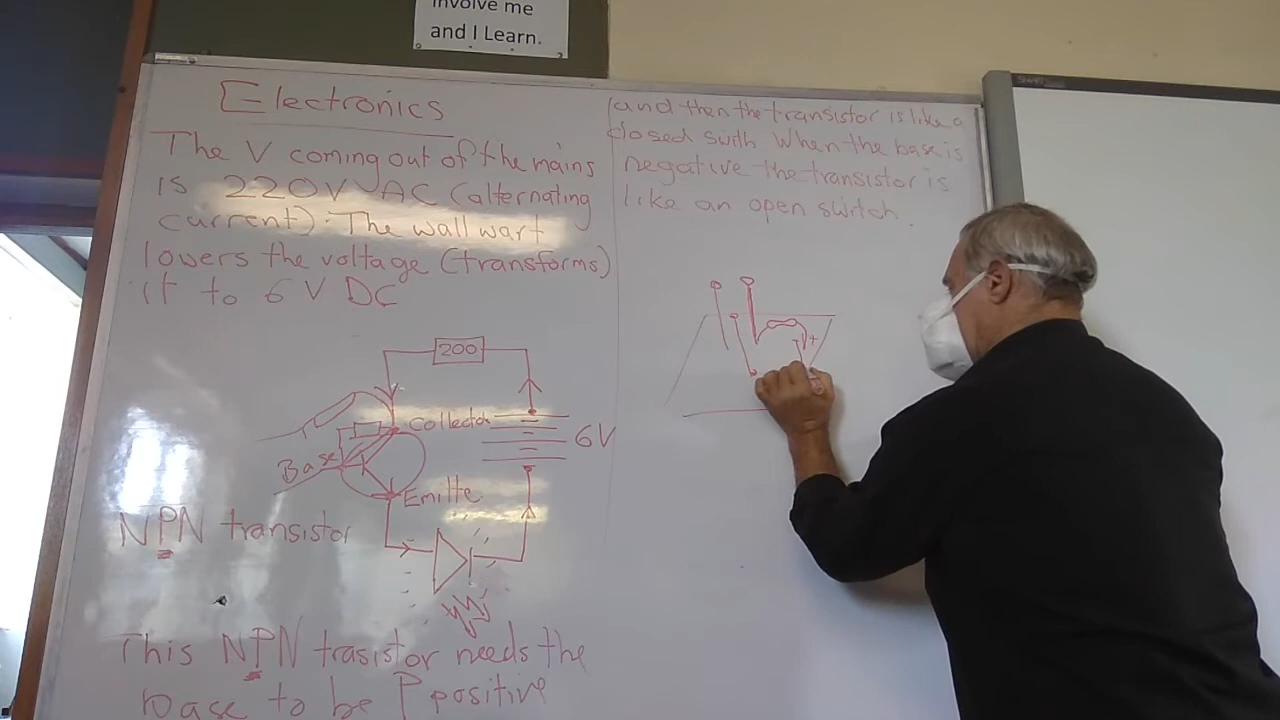 Involve me
and I Learn.
Electronics
The V coming out of the mains
is 220V AC (alternating
current). The wall wart
lowers the voltage (transforms)
it to 6 V DC
200
Collector
6V
Base
Emitte
NPN transistor
This NPN trasistor needs the
base to be P positive
and then the transistor is like a
closed swith When the base is
negative the transistor is
like an open switch.
+